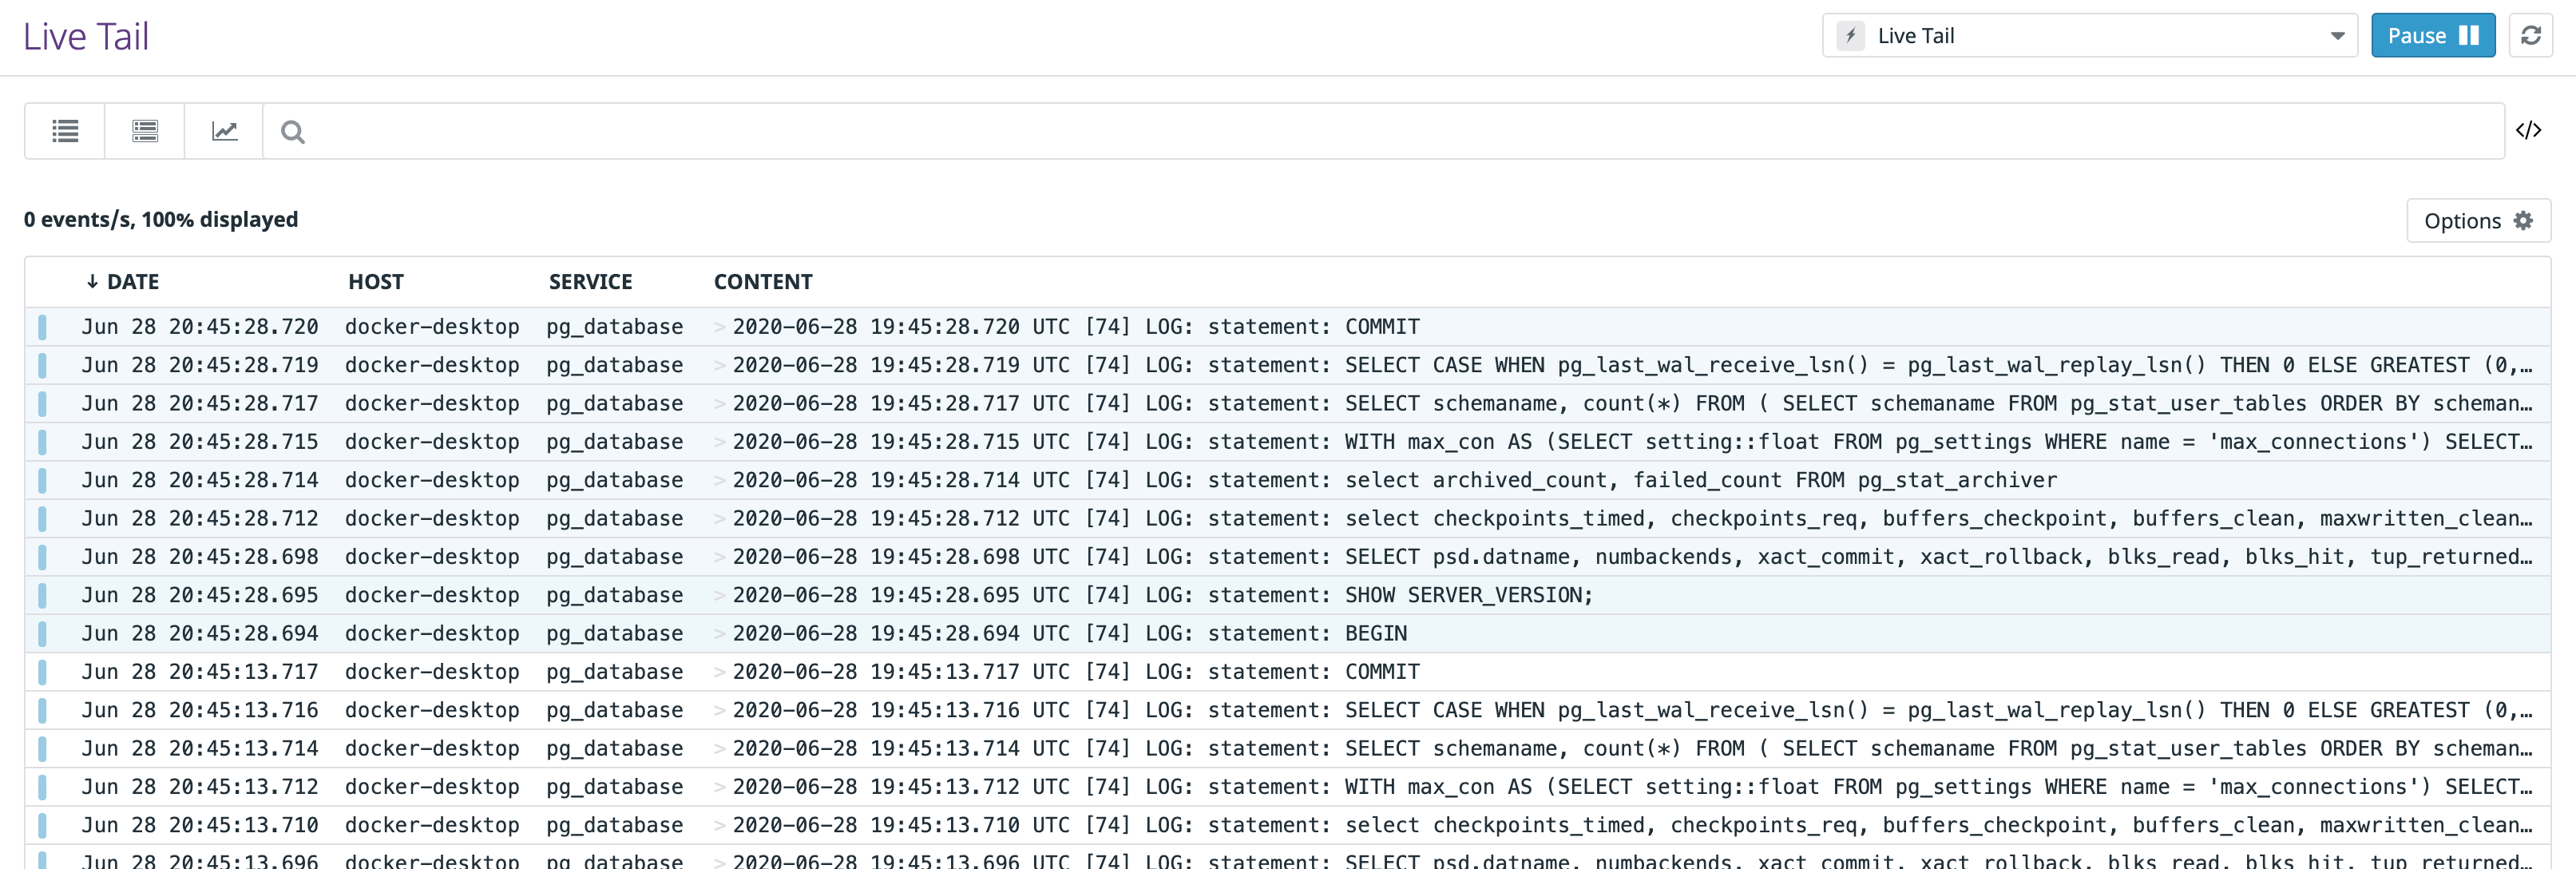 Live Tail
Live Tail
Pause
</>
0 events/s, 100% displayed
Options
↓ DATE HOST SERVICE CONTENT
Jun 28 20:45:28.720 docker-desktop pg_database > 2020-06-28 19:45:28.720 UTC [74] LOG: statement: COMMIT
Jun 28 20:45:28.719 docker-desktop pg_database > 2020-06-28 19:45:28.719 UTC [74] LOG: statement: SELECT CASE WHEN pg_last_wal_receive_lsn() = pg_last_wal_replay_lsn() THEN 0 ELSE GREATEST (0,…
Jun 28 20:45:28.717 docker-desktop pg_database > 2020-06-28 19:45:28.717 UTC [74] LOG: statement: SELECT schemaname, count(*) FROM ( SELECT schemaname FROM pg_stat_user_tables ORDER BY scheman…
Jun 28 20:45:28.715 docker-desktop pg_database > 2020-06-28 19:45:28.715 UTC [74] LOG: statement: WITH max_con AS (SELECT setting::float FROM pg_settings WHERE name = 'max_connections') SELECT…
Jun 28 20:45:28.714 docker-desktop pg_database > 2020-06-28 19:45:28.714 UTC [74] LOG: statement: select archived_count, failed_count FROM pg_stat_archiver
Jun 28 20:45:28.712 docker-desktop pg_database > 2020-06-28 19:45:28.712 UTC [74] LOG: statement: select checkpoints_timed, checkpoints_req, buffers_checkpoint, buffers_clean, maxwritten_clean…
Jun 28 20:45:28.698 docker-desktop pg_database > 2020-06-28 19:45:28.698 UTC [74] LOG: statement: SELECT psd.datname, numbackends, xact_commit, xact_rollback, blks_read, blks_hit, tup_returned…
Jun 28 20:45:28.695 docker-desktop pg_database > 2020-06-28 19:45:28.695 UTC [74] LOG: statement: SHOW SERVER_VERSION;
Jun 28 20:45:28.694 docker-desktop pg_database > 2020-06-28 19:45:28.694 UTC [74] LOG: statement: BEGIN
Jun 28 20:45:13.717 docker-desktop pg_database > 2020-06-28 19:45:13.717 UTC [74] LOG: statement: COMMIT
Jun 28 20:45:13.716 docker-desktop pg_database > 2020-06-28 19:45:13.716 UTC [74] LOG: statement: SELECT CASE WHEN pg_last_wal_receive_lsn() = pg_last_wal_replay_lsn() THEN 0 ELSE GREATEST (0,…
Jun 28 20:45:13.714 docker-desktop pg_database > 2020-06-28 19:45:13.714 UTC [74] LOG: statement: SELECT schemaname, count(*) FROM ( SELECT schemaname FROM pg_stat_user_tables ORDER BY scheman…
Jun 28 20:45:13.712 docker-desktop pg_database > 2020-06-28 19:45:13.712 UTC [74] LOG: statement: WITH max_con AS (SELECT setting::float FROM pg_settings WHERE name = 'max_connections') SELECT…
Jun 28 20:45:13.710 docker-desktop pg_database > 2020-06-28 19:45:13.710 UTC [74] LOG: statement: select checkpoints_timed, checkpoints_req, buffers_checkpoint, buffers_clean, maxwritten_clean…
Jun 28 20:45:13.696 docker-desktop pg_database > 2020-06-28 19:45:13.696 UTC [74] LOG: statement: SELECT psd.datname, numbackends, xact_commit, xact_rollback, blks_read, blks_hit, tup_returned…